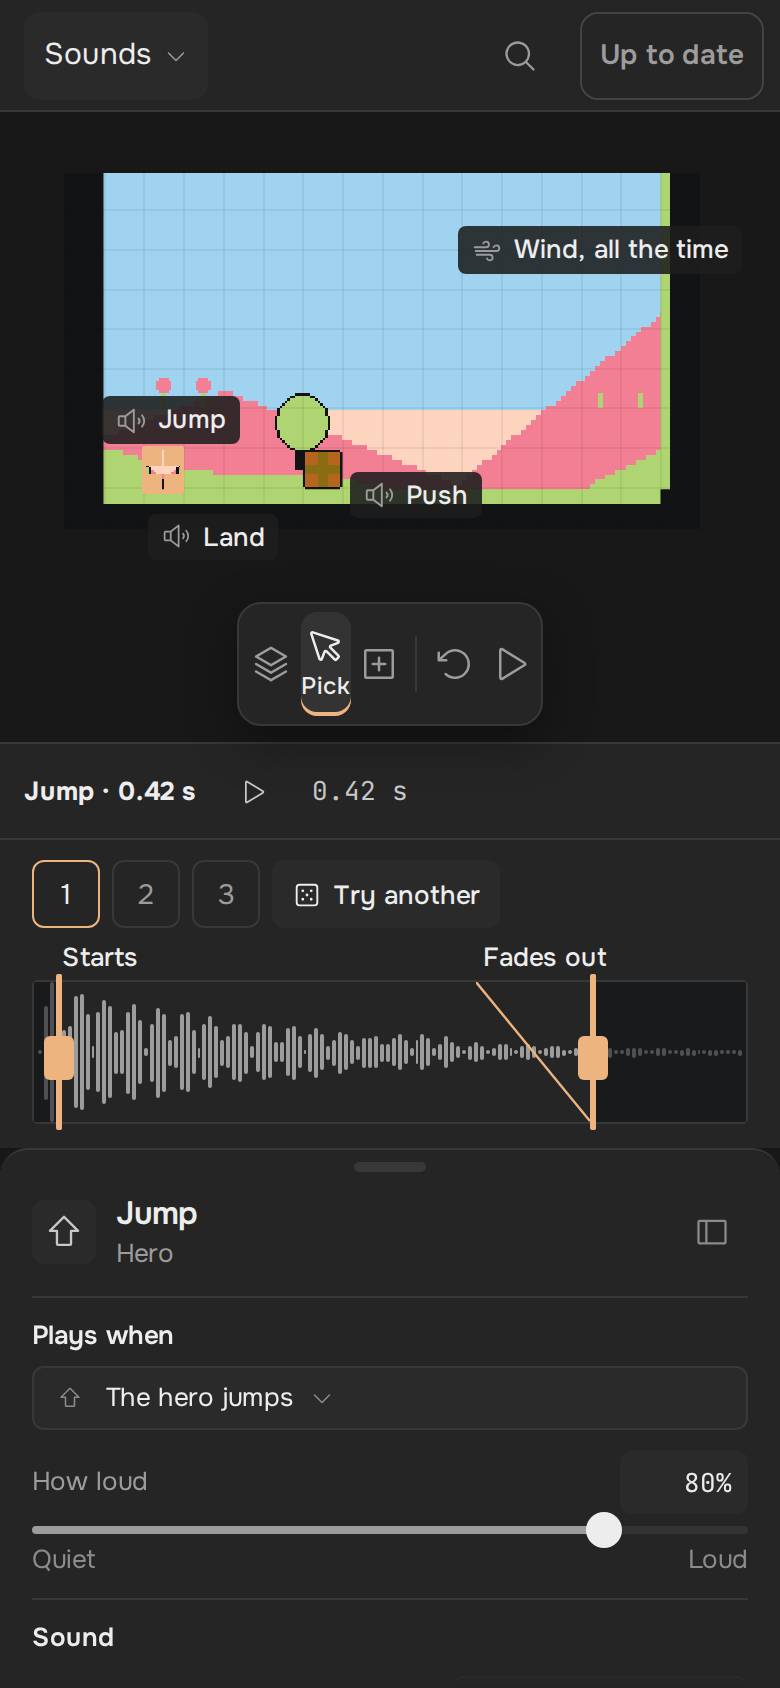 Sounds
Up to date
Wind, all the time
Jump
Push
Land
Pick
Jump · 0.42 s
0.42 s
1
2
3
Try another
Starts
Fades out
Jump
Hero
Plays when
The hero jumps
How loud
80%
Quiet
Loud
Sound